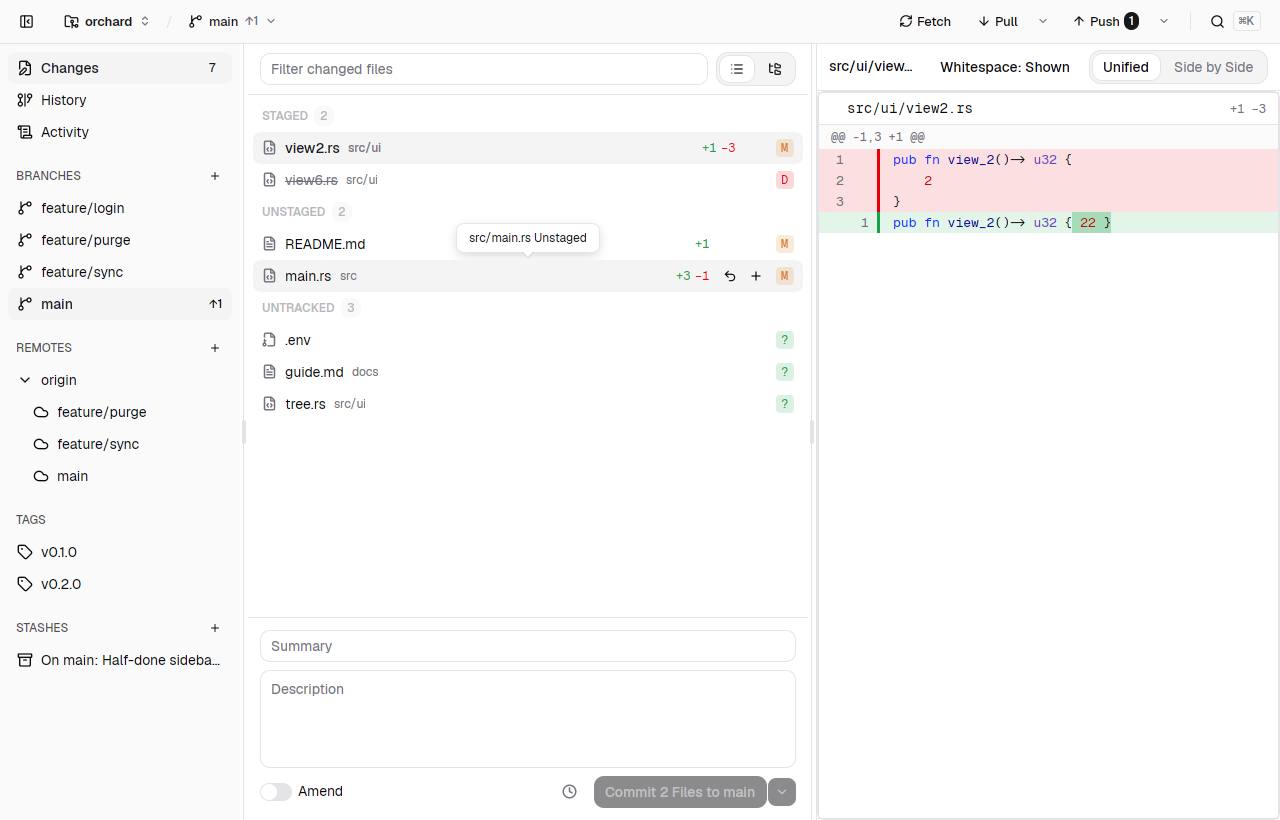 orchard
main ↑1
Fetch
Pull
Push 1
⌘K
Changes 7
History
Activity
BRANCHES
feature/login
feature/purge
feature/sync
main ↑1
REMOTES
origin
feature/purge
feature/sync
main
TAGS
v0.1.0
v0.2.0
STASHES
On main: Half-done sideba...
Filter changed files
STAGED 2
view2.rs src/ui +1 −3 M
view6.rs src/ui D
UNSTAGED 2
README.md +1 M
src/main.rs Unstaged
main.rs src +3 −1 M
UNTRACKED 3
.env ?
guide.md docs ?
tree.rs src/ui ?
Summary
Description
Amend
Commit 2 Files to main
src/ui/view...
Whitespace: Shown
Unified
Side by Side
src/ui/view2.rs +1 −3
@@ -1,3 +1 @@
1 pub fn view_2()-> u32 {
2 2
3 }
1 pub fn view_2()-> u32 { 22 }